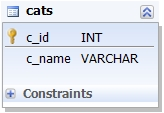 cats
c_id INT
c_name VARCHAR
Constraints